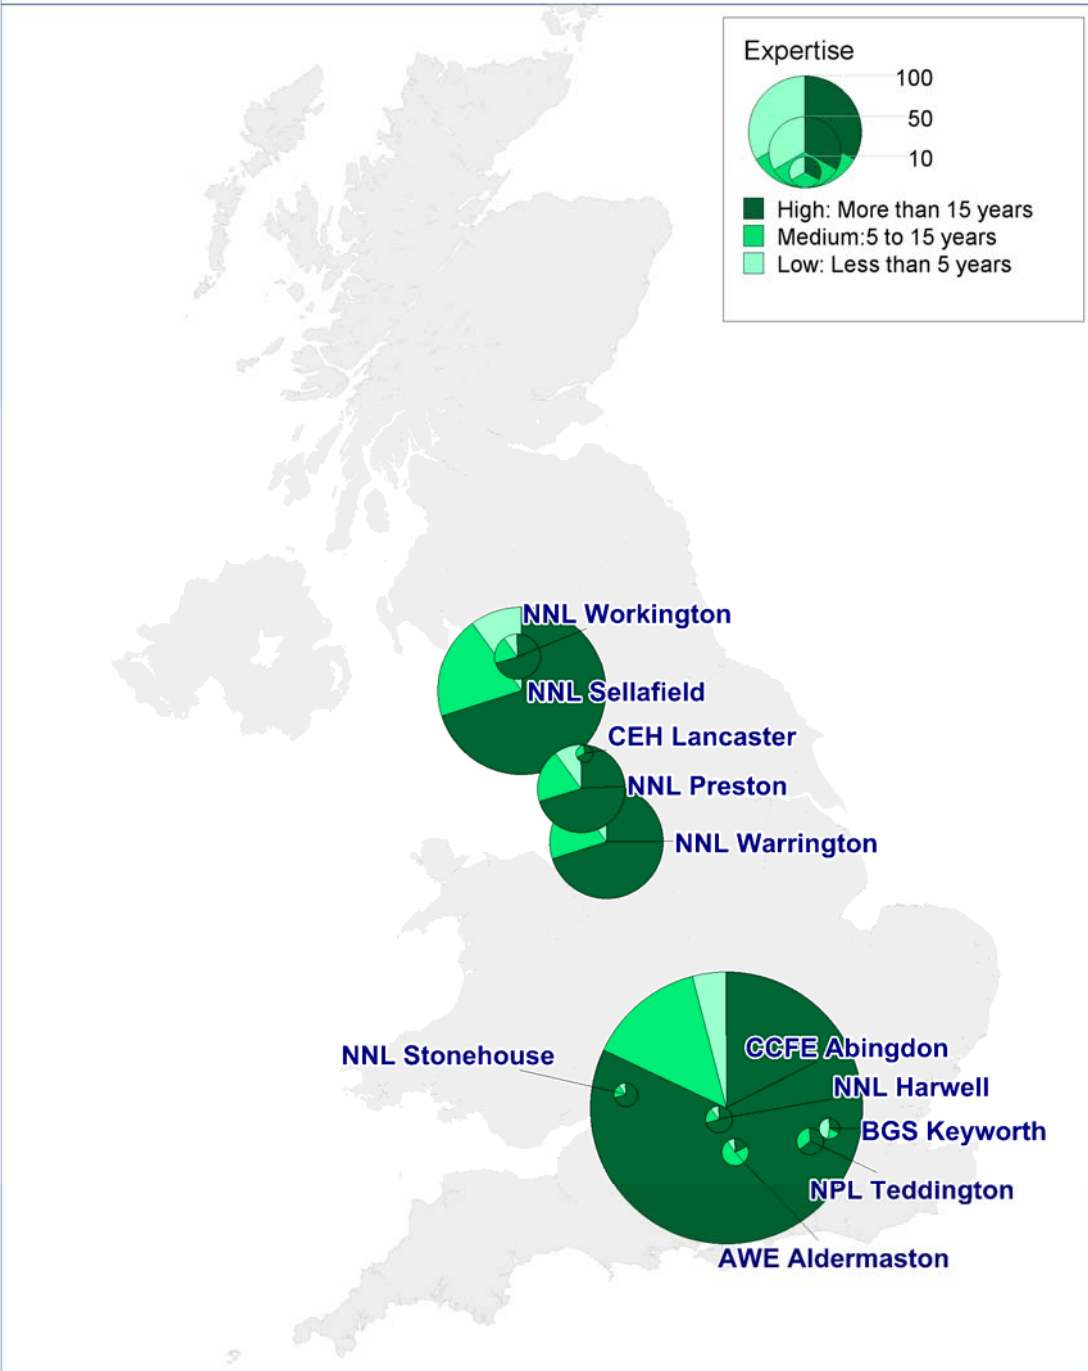 Expertise
100
50
10
High: More than 15 years
Medium:5 to 15 years
Low: Less than 5 years
NNL Workington
NNL Sellafield
CEH Lancaster
NNL Preston
NNL Warrington
CCFE Abingdon
NNL Stonehouse
NNL Harwell
BGS Keyworth
NPL Teddington
AWE Aldermaston